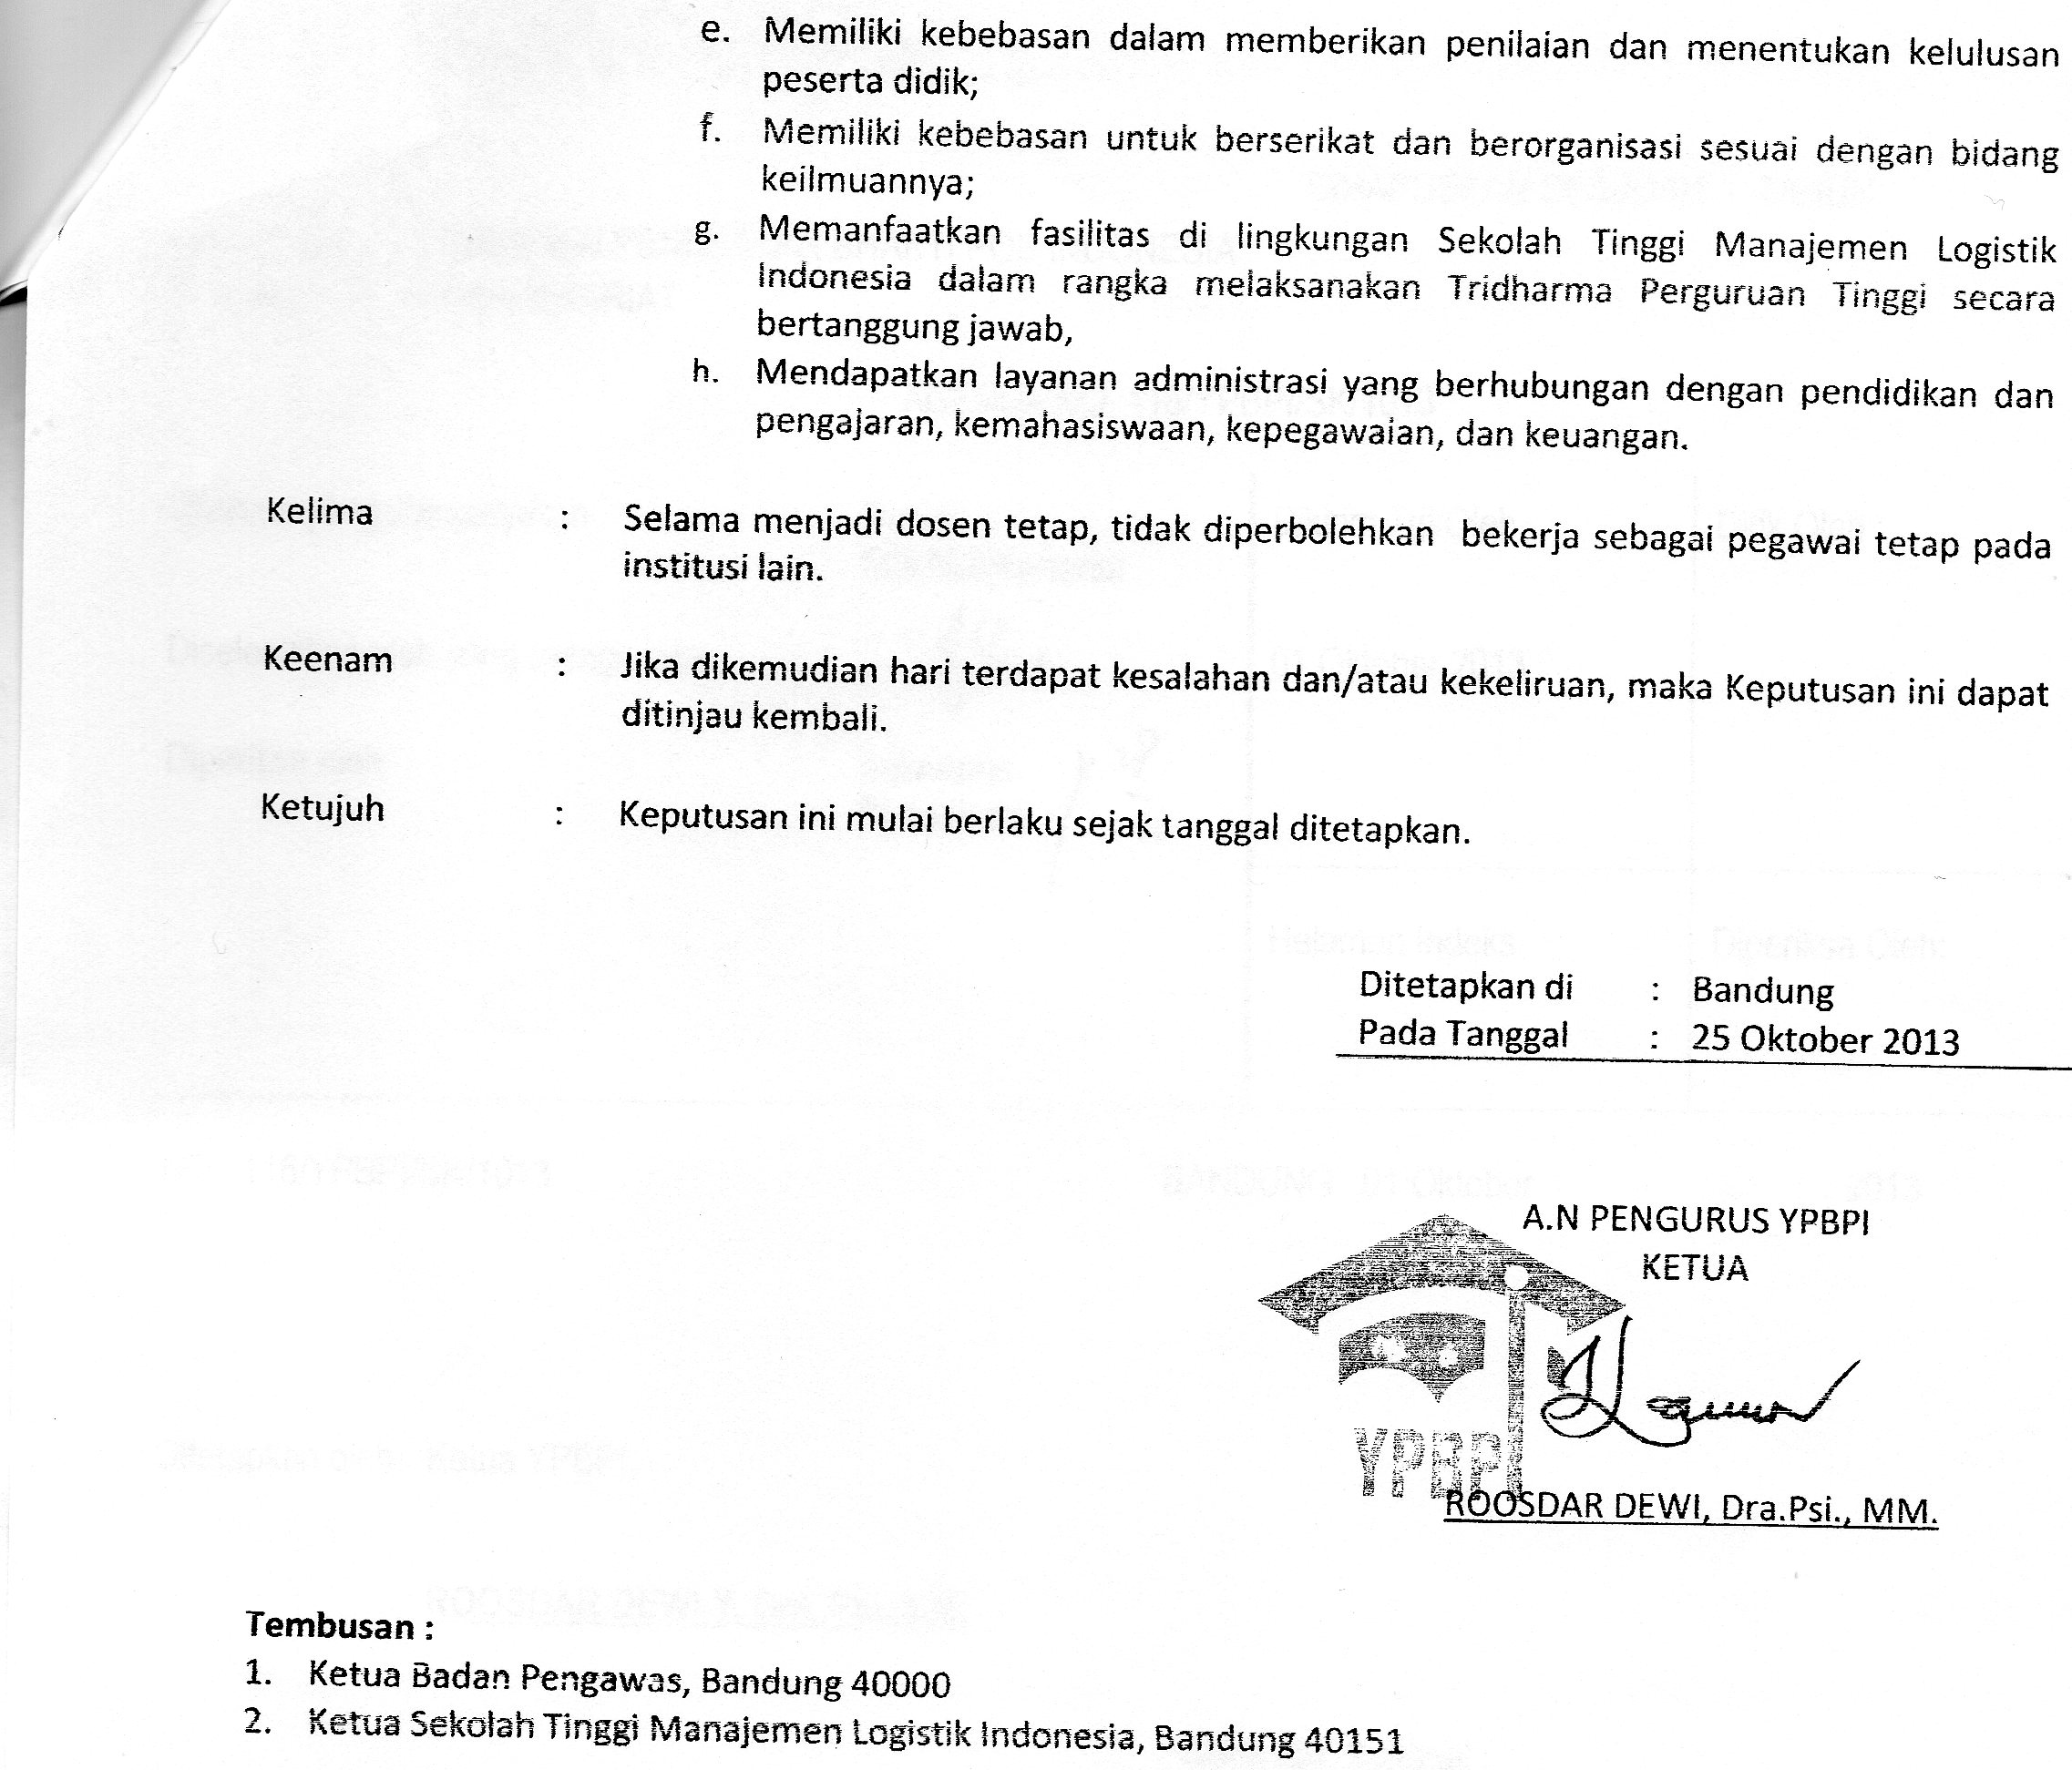 e. Memiliki kebebasan dalam memberikan penilaian dan menentukan kelulusan
peserta didik;
f. Memiliki kebebasan untuk berserikat dan berorganisasi sesuai dengan bidang
keilmuannya;
g. Memanfaatkan fasilitas di lingkungan Sekolah Tinggi Manajemen Logistik
Indonesia dalam rangka melaksanakan Tridharma Perguruan Tinggi secara
bertanggung jawab,
h. Mendapatkan layanan administrasi yang berhubungan dengan pendidikan dan
pengajaran, kemahasiswaan, kepegawaian, dan keuangan.
Kelima : Selama menjadi dosen tetap, tidak diperbolehkan bekerja sebagai pegawai tetap pada
institusi lain.
Keenam : Jika dikemudian hari terdapat kesalahan dan/atau kekeliruan, maka Keputusan ini dapat
ditinjau kembali.
Ketujuh : Keputusan ini mulai berlaku sejak tanggal ditetapkan.
Ditetapkan di : Bandung
Pada Tanggal : 25 Oktober 2013
A.N PENGURUS YPBPI
KETUA
YPBPI
ROOSDAR DEWI, Dra.Psi., MM.
Tembusan :
1. Ketua Badan Pengawas, Bandung 40000
2. Ketua Sekolah Tinggi Manajemen Logistik Indonesia, Bandung 40151